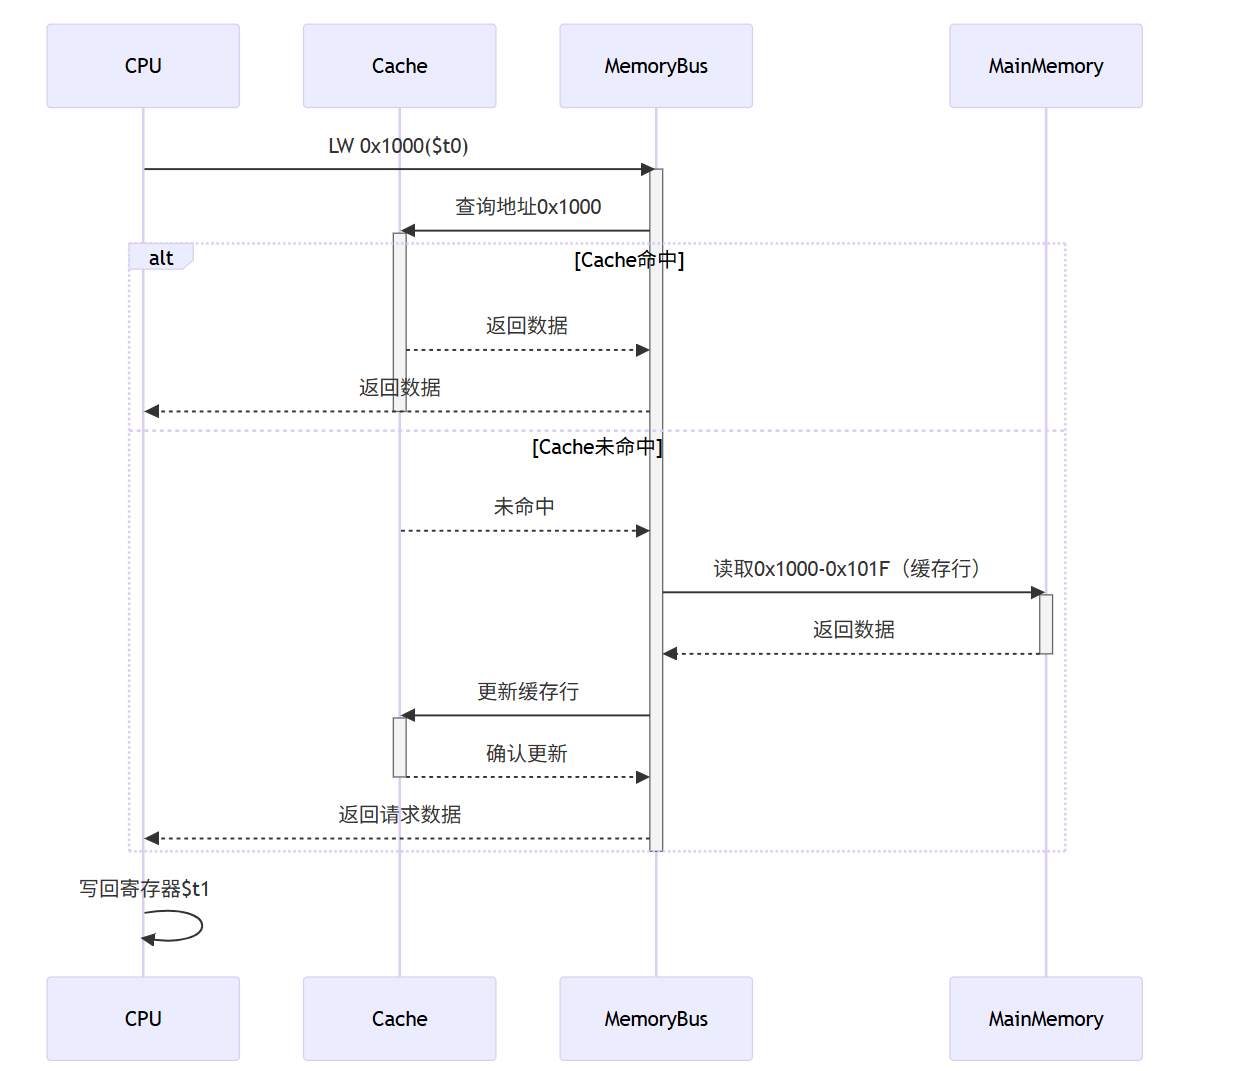 CPU
Cache
MemoryBus
MainMemory
LW 0x1000($t0)
查询地址0x1000
alt
[Cache命中]
返回数据
返回数据
[Cache未命中]
未命中
读取0x1000-0x101F（缓存行）
返回数据
更新缓存行
确认更新
返回请求数据
写回寄存器$t1
CPU
Cache
MemoryBus
MainMemory